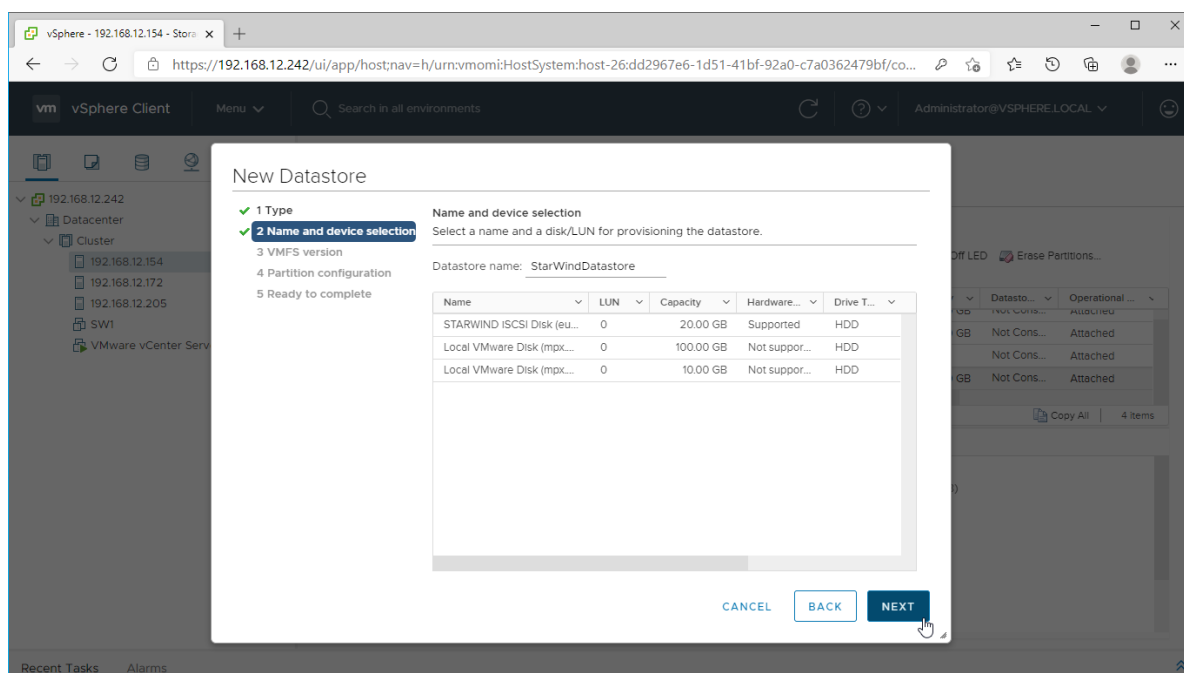 vSphere - 192.168.12.154 - Stora
https://192.168.12.242/ui/app/host;nav=h/urn:vmomi:HostSystem:host-26:dd2967e6-1d51-41bf-92a0-c7a0362479bf/co...
vm vSphere Client Menu Search in all environments Administrator@VSPHERE.LOCAL
192.168.12.242
Datacenter
Cluster
192.168.12.154
192.168.12.172
192.168.12.205
SW1
VMware vCenter Serv
New Datastore
1 Type
2 Name and device selection
3 VMFS version
4 Partition configuration
5 Ready to complete
Name and device selection
Select a name and a disk/LUN for provisioning the datastore.
Datastore name: StarWindDatastore
Name LUN Capacity Hardware... Drive T...
STARWIND iSCSI Disk (eu... 0 20.00 GB Supported HDD
Local VMware Disk (mpx.... 0 100.00 GB Not suppor... HDD
Local VMware Disk (mpx.... 0 10.00 GB Not suppor... HDD
CANCEL BACK NEXT
Off LED Erase Partitions...
Datasto... Operational ...
GB Not Cons... Attached
GB Not Cons... Attached
Not Cons... Attached
GB Not Cons... Attached
Copy All 4 items
Recent Tasks Alarms